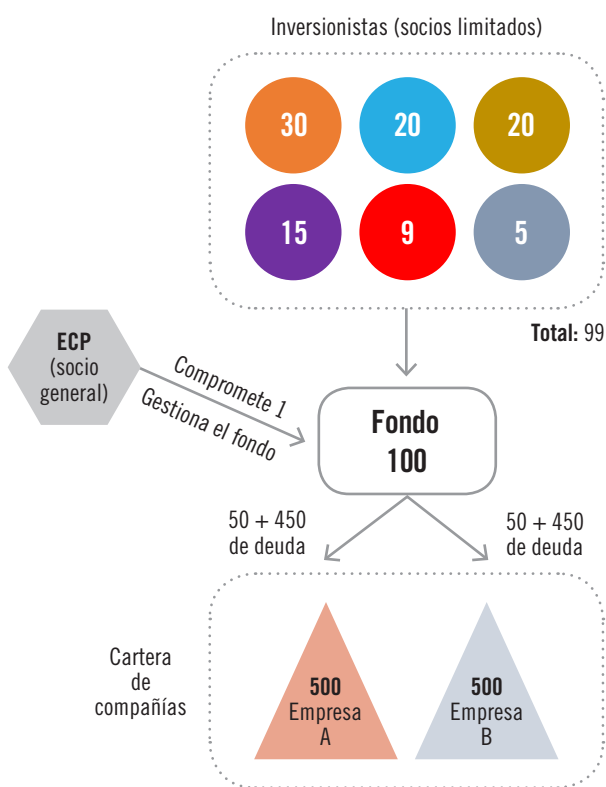 Inversionistas (socios limitados)
30
20
20
15
9
5
Total: 99
ECP
(socio
general)
Compromete 1
Gestiona el fondo
Fondo
100
50 + 450
de deuda
50 + 450
de deuda
Cartera
de
compañías
500
Empresa
A
500
Empresa
B